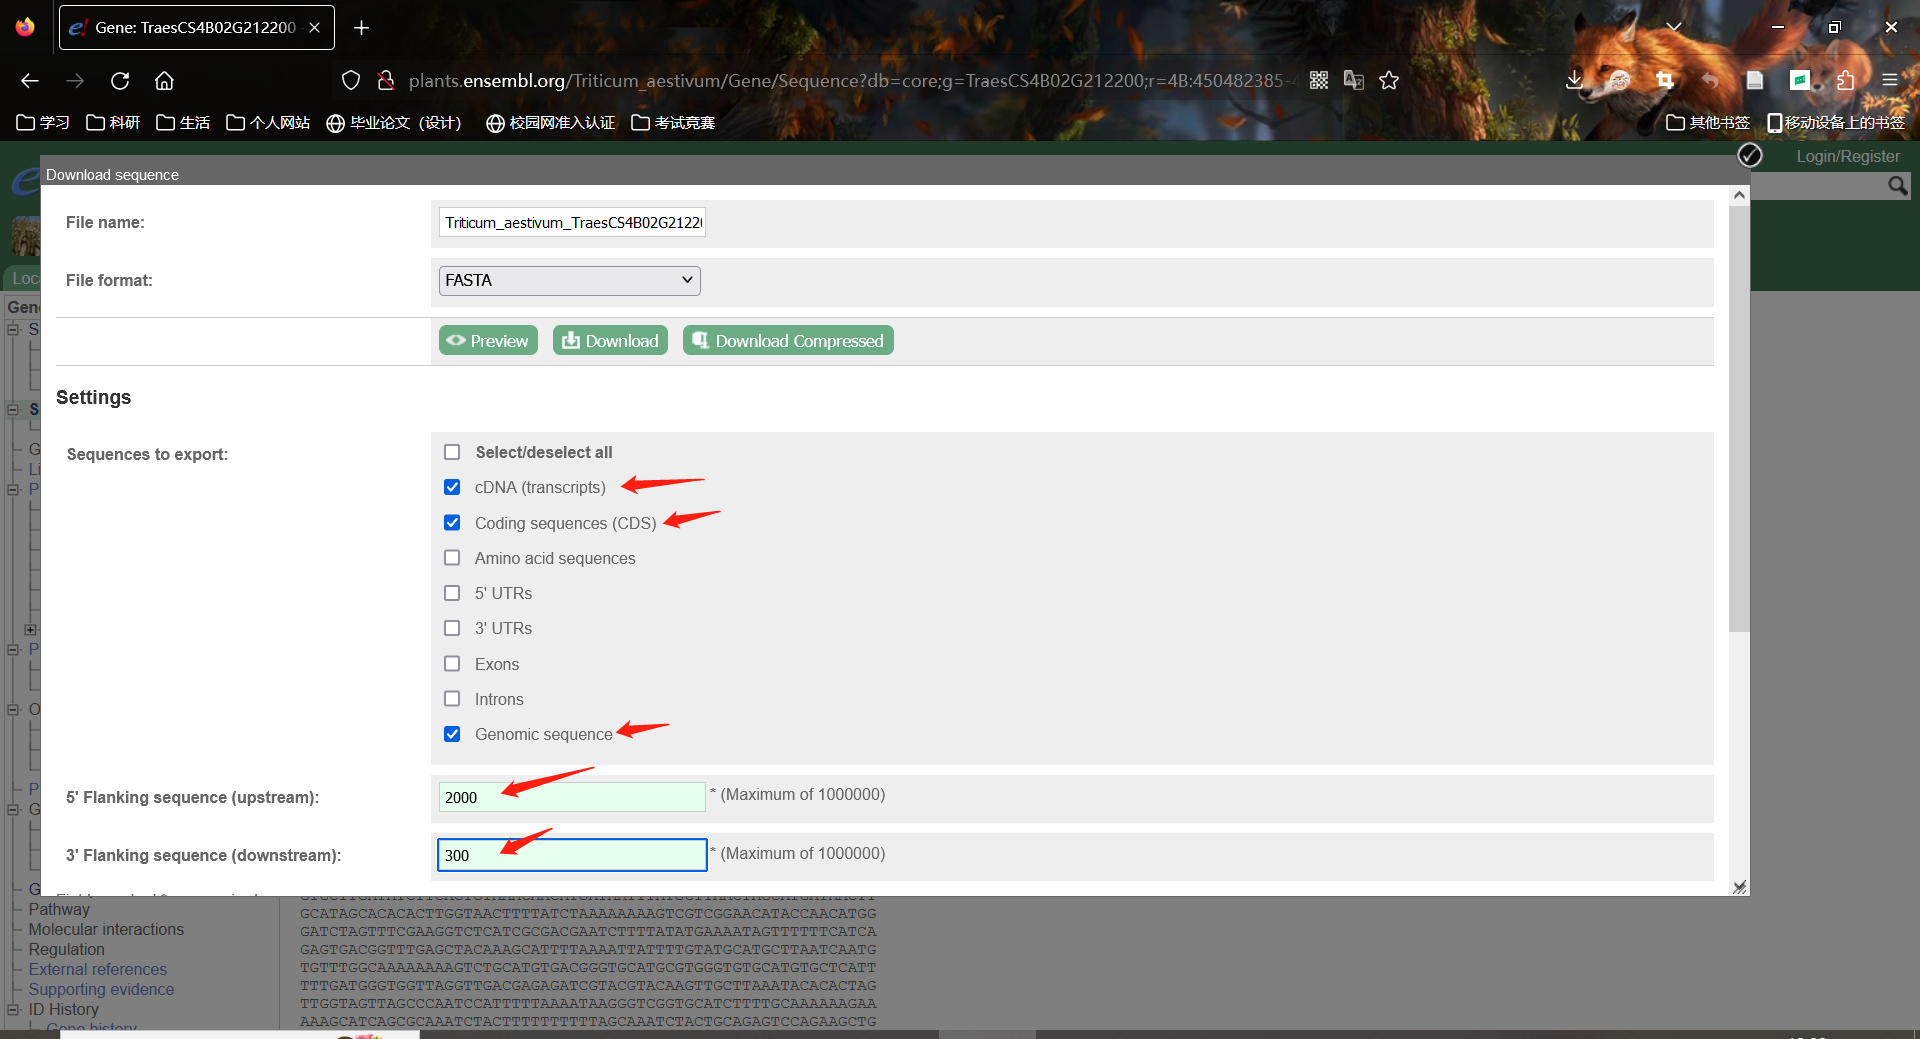 Gene: TraesCS4B02G212200
plants.ensembl.org/Triticum_aestivum/Gene/Sequence?db=core;g=TraesCS4B02G212200;r=4B:450482385-
学习 科研 生活 个人网站 毕业论文（设计） 校园网准入认证 考试竞赛 其他书签 移动设备上的书签
Login/Register
Download sequence
File name:
Triticum_aestivum_TraesCS4B02G2122
File format:
FASTA
Preview Download Download Compressed
Settings
Sequences to export:
Select/deselect all
cDNA (transcripts)
Coding sequences (CDS)
Amino acid sequences
5' UTRs
3' UTRs
Exons
Introns
Genomic sequence
5' Flanking sequence (upstream):
2000
* (Maximum of 1000000)
3' Flanking sequence (downstream):
300
* (Maximum of 1000000)
Pathway
Molecular interactions
Regulation
External references
Supporting evidence
ID History
Gene history
GCATAGCACACACTTGGTAACTTTTATCTAAAAAAAAGTCGTCGGAACATACCAACATGG
GATCTAGTTTCGAAGGTCTCATCGCGACGAATCTTTTATATGAAAATAGTTTTTTCATCA
GAGTGACGGTTTGAGCTACAAAGCATTTTAAAATTATTTTGTATGCATGCTTAATCAATG
TGTTTGGCAAAAAAAAGTCTGCATGTGACGGGTGCATGCGTGGGTGTGCATGTGCTCATT
TTTGATGGGTGGTTAGGTTGACGAGAGATCGTACGTACAAGTTGCTTAAATACACACTAG
TTGGTAGTTAGCCCAATCCATTTTTAAAATAAGGGTCGGTGCATCTTTTGCAAAAAAGAA
AAAGCATCAGCGCAAATCTACTTTTTTTTTTAGCAAATCTACTGCAGAGTCCAGAAGCTG